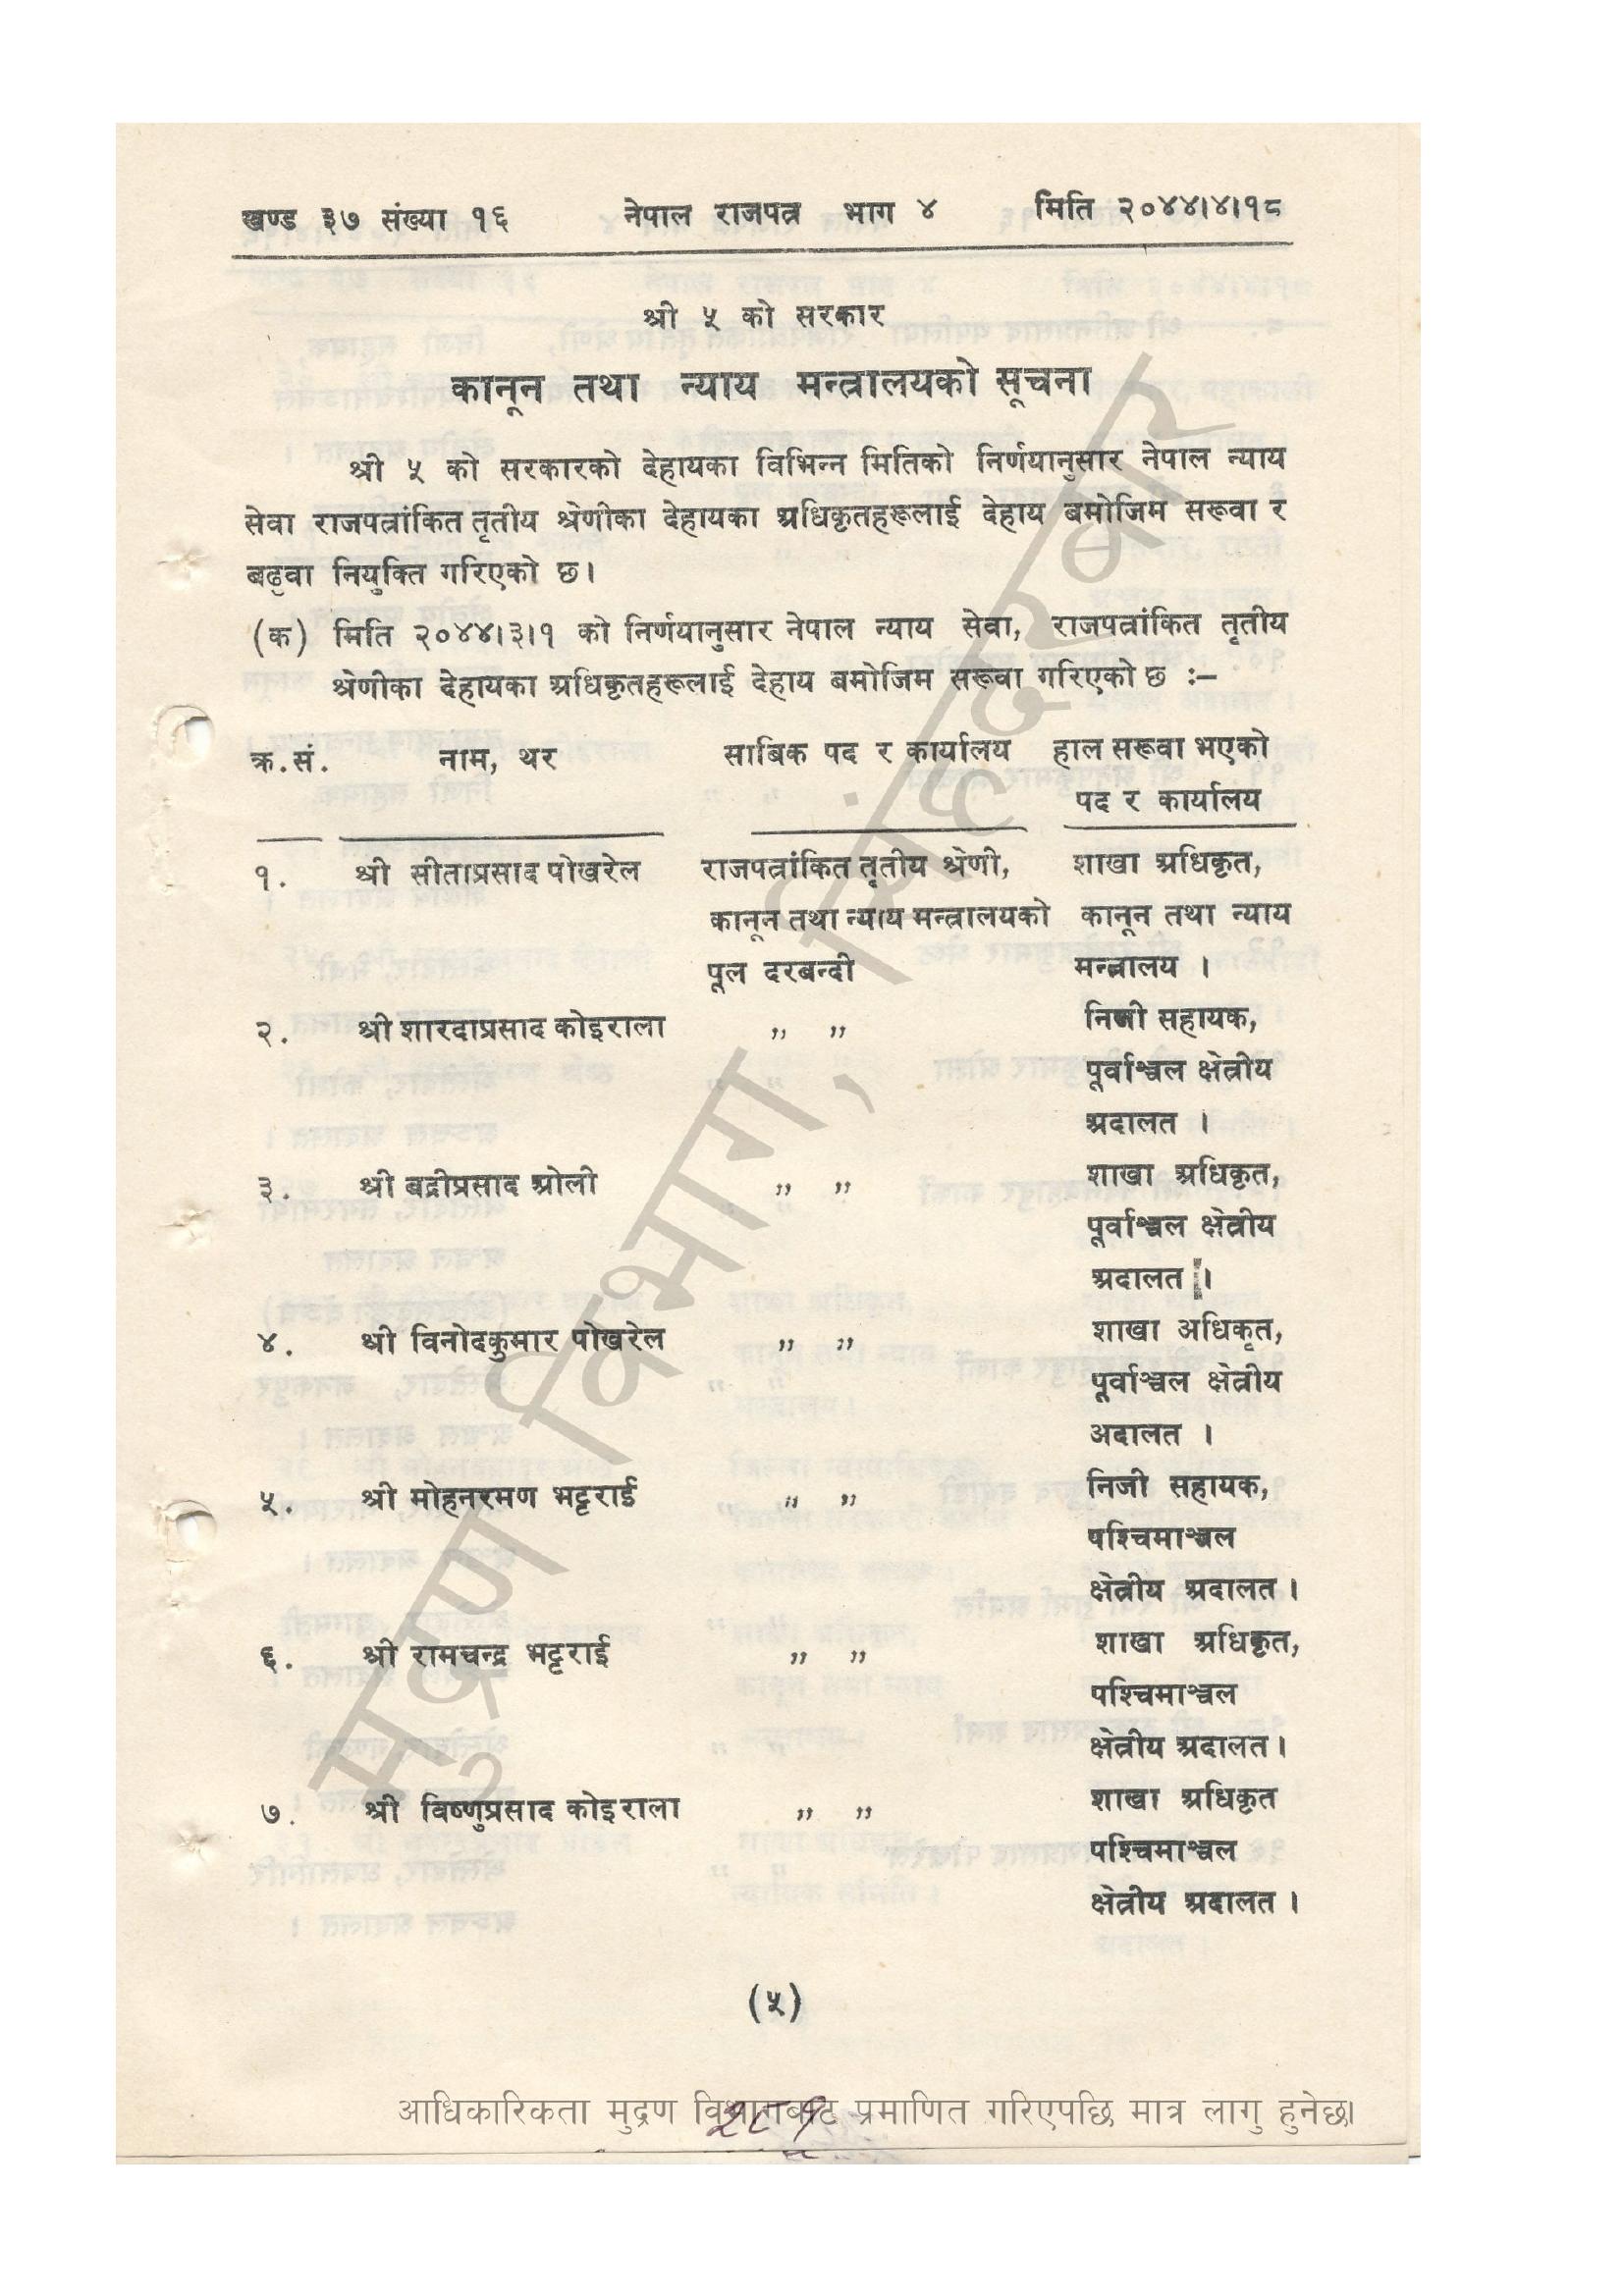 खण्ड ३७ संख्या १६ नेपाल राजपत्र भाग ४ मिति २०४४।४।१८
श्री ५ को सरकार
कानून तथा न्याय मन्त्रालयको सूचना
श्री ५ को सरकारको देहायका विभिन्न मितिको निर्णयानुसार नेपाल न्याय
सेवा राजपत्रांकित तृतीय श्रेणीका देहायका अधिकृतहरूलाई देहाय बमोजिम सरूवा र
बढुवा नियुक्ति गरिएको छ।
(क) मिति २०४४।३।१ को निर्णयानुसार नेपाल न्याय सेवा, राजपत्रांकित तृतीय
श्रेणीका देहायका अधिकृतहरूलाई देहाय बमोजिम सरूवा गरिएको छ :–
क्र.सं. नाम, थर साबिक पद र कार्यालय हाल सरूवा भएको
पद र कार्यालय
१. श्री सीताप्रसाद पोखरेल राजपत्रांकित तृतीय श्रेणी, शाखा अधिकृत,
कानून तथा न्याय मन्त्रालयको कानून तथा न्याय
पूल दरबन्दी मन्त्रालय ।
२. श्री शारदाप्रसाद कोइराला ,, ,, निजी सहायक,
पूर्वाञ्चल क्षेत्रीय
अदालत ।
३. श्री बद्रीप्रसाद ओली ,, ,, शाखा अधिकृत,
पूर्वाञ्चल क्षेत्रीय
अदालत ।
४. श्री विनोदकुमार पोखरेल ,, ,, शाखा अधिकृत,
पूर्वाञ्चल क्षेत्रीय
अदालत ।
५. श्री मोहनरमण भट्टराई ,, ,, निजी सहायक,
पश्चिमाञ्चल
क्षेत्रीय अदालत ।
६. श्री रामचन्द्र भट्टराई ,, ,, शाखा अधिकृत,
पश्चिमाञ्चल
क्षेत्रीय अदालत ।
७. श्री विष्णुप्रसाद कोइराला ,, ,, शाखा अधिकृत
पश्चिमाञ्चल
क्षेत्रीय अदालत ।
(५)
मुद्रण विभाग, सिंहदरबार
आधिकारिकता मुद्रण विभागबाट प्रमाणित गरिएपछि मात्र लागु हुनेछ।
२८१